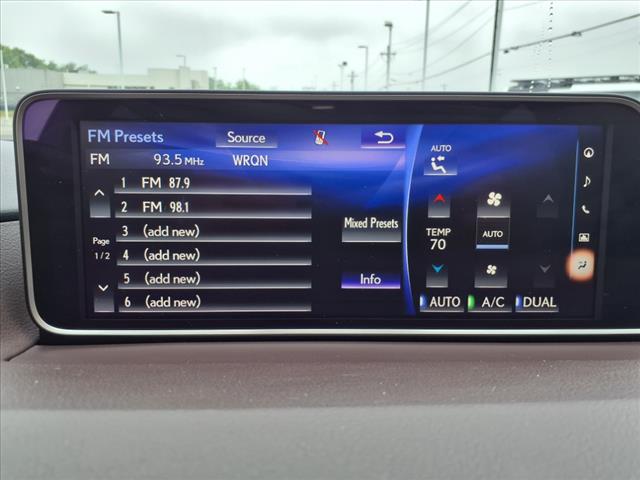 FM Presets Source
FM 93.5 MHz WRQN
1 FM 87.9
2 FM 98.1
3 (add new)
4 (add new)
5 (add new)
6 (add new)
Page
1/2
Mixed Presets
Info
AUTO
TEMP
70
AUTO
AUTO A/C DUAL